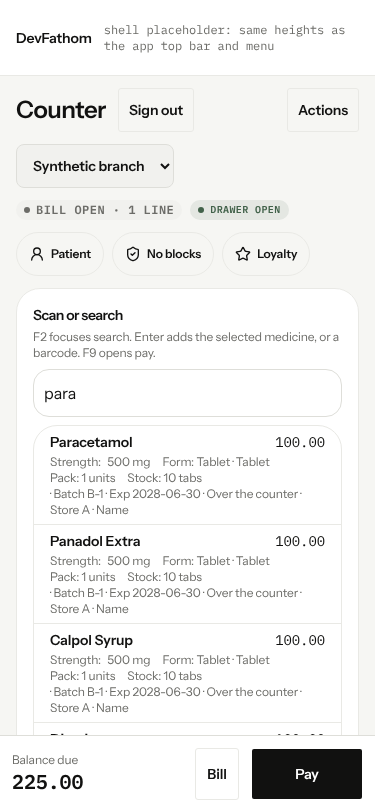 DevFathom
shell placeholder: same heights as
the app top bar and menu
Counter
Sign out
Actions
Synthetic branch
BILL OPEN · 1 LINE
DRAWER OPEN
Patient
No blocks
Loyalty
Scan or search
F2 focuses search. Enter adds the selected medicine, or a
barcode. F9 opens pay.
para
Paracetamol 100.00
Strength: 500 mg Form: Tablet · Tablet
Pack: 1 units Stock: 10 tabs
· Batch B-1 · Exp 2028-06-30 · Over the counter ·
Store A · Name
Panadol Extra 100.00
Strength: 500 mg Form: Tablet · Tablet
Pack: 1 units Stock: 10 tabs
· Batch B-1 · Exp 2028-06-30 · Over the counter ·
Store A · Name
Calpol Syrup 100.00
Strength: 500 mg Form: Tablet · Tablet
Pack: 1 units Stock: 10 tabs
· Batch B-1 · Exp 2028-06-30 · Over the counter ·
Store A · Name
Balance due
225.00
Bill
Pay